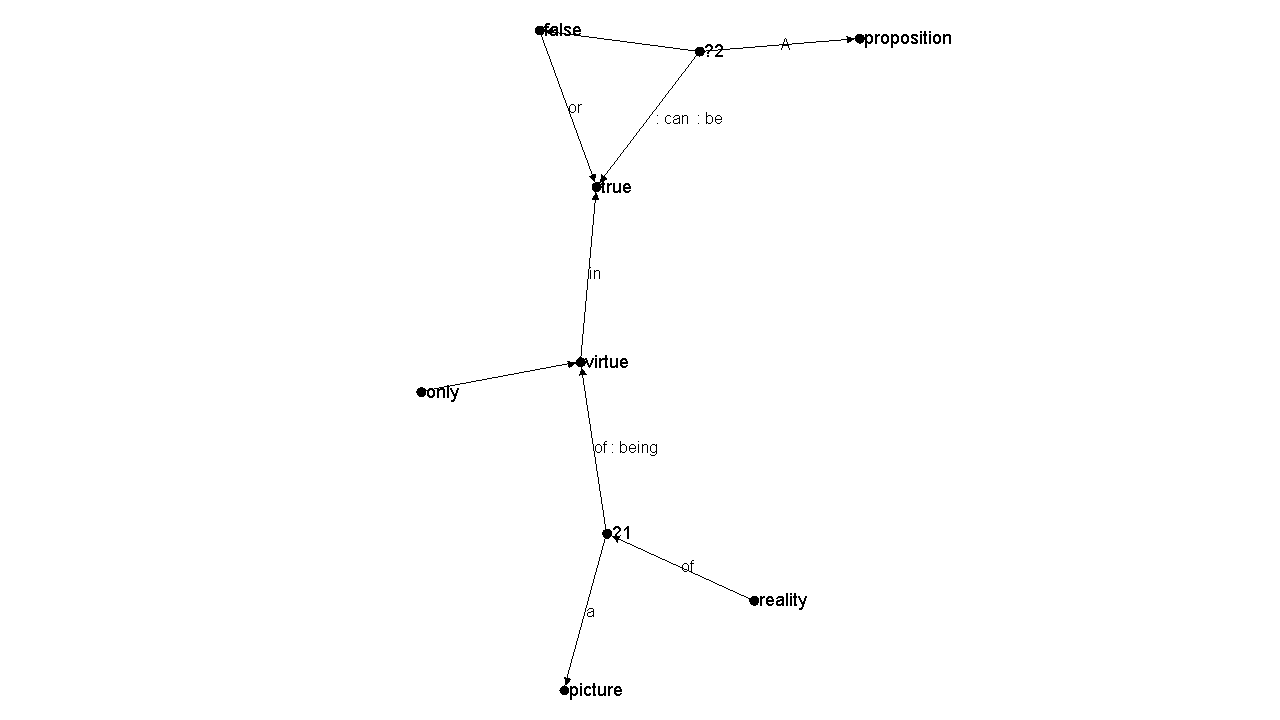 false
?2
A
proposition
or
: can : be
true
in
virtue
only
of : being
?1
of
reality
a
picture